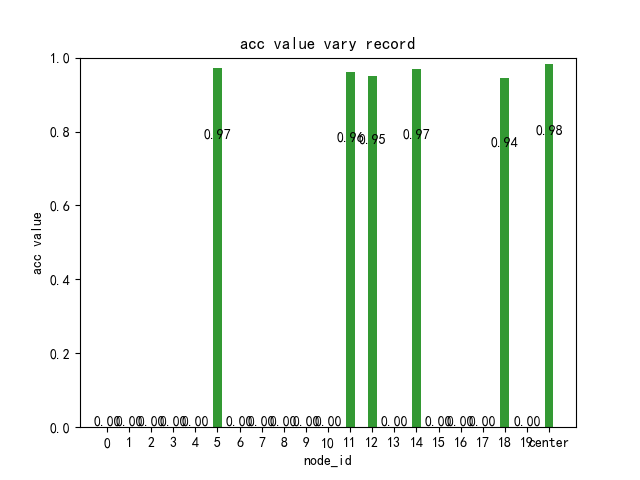 acc value vary record
1.0
0.8
0.6
0.4
0.2
0.0
acc value
0.97 0.96 0.95 0.97 0.94 0.98
0.00 0.00 0.00 0.00 0.00 0.00 0.00 0.00 0.00 0.00 0.00 0.00 0.00 0.00 0.00
0 1 2 3 4 5 6 7 8 9 10 11 12 13 14 15 16 17 18 19 center
node_id